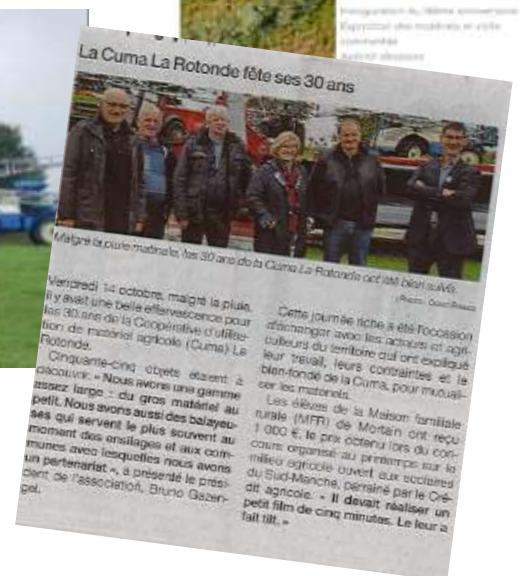 La Cuma La Rotonde fête ses 30 ans
Malgré la pluie matinale, les 30 ans de la Cuma La Rotonde ont été bien suivis.
Vendredi 14 octobre, malgré la pluie,
il y avait une belle effervescence pour
les 30 ans de la Coopérative d'utilisa-
tion de matériel agricole (Cuma) La
Rotonde.
Cinquante-cinq objets étaient à
découvrir. « Nous avons une gamme
assez large : du gros matériel au
petit. Nous avons aussi des balayeu-
ses qui servent le plus souvent au
moment des ensilages et aux com-
munes avec lesquelles nous avons
un partenariat », a présenté le prési-
dent de l'association, Bruno Gazen-
gel.
Cette journée riche a été l'occasion
d'échanger avec les acteurs et agri-
culteurs du territoire qui ont expliqué
leur travail, leurs contraintes et le
bien-fondé de la Cuma, pour mutuali-
ser les matériels.
Les élèves de la Maison familiale
rurale (MFR) de Mortain ont reçu
1 000 €, le prix obtenu lors du con-
cours organisé au printemps sur le
milieu agricole ouvert aux scolaires
du Sud-Manche, parrainé par le Cré-
dit agricole. « Il devait réaliser un
petit film de cinq minutes. Le leur a
fait tilt. »